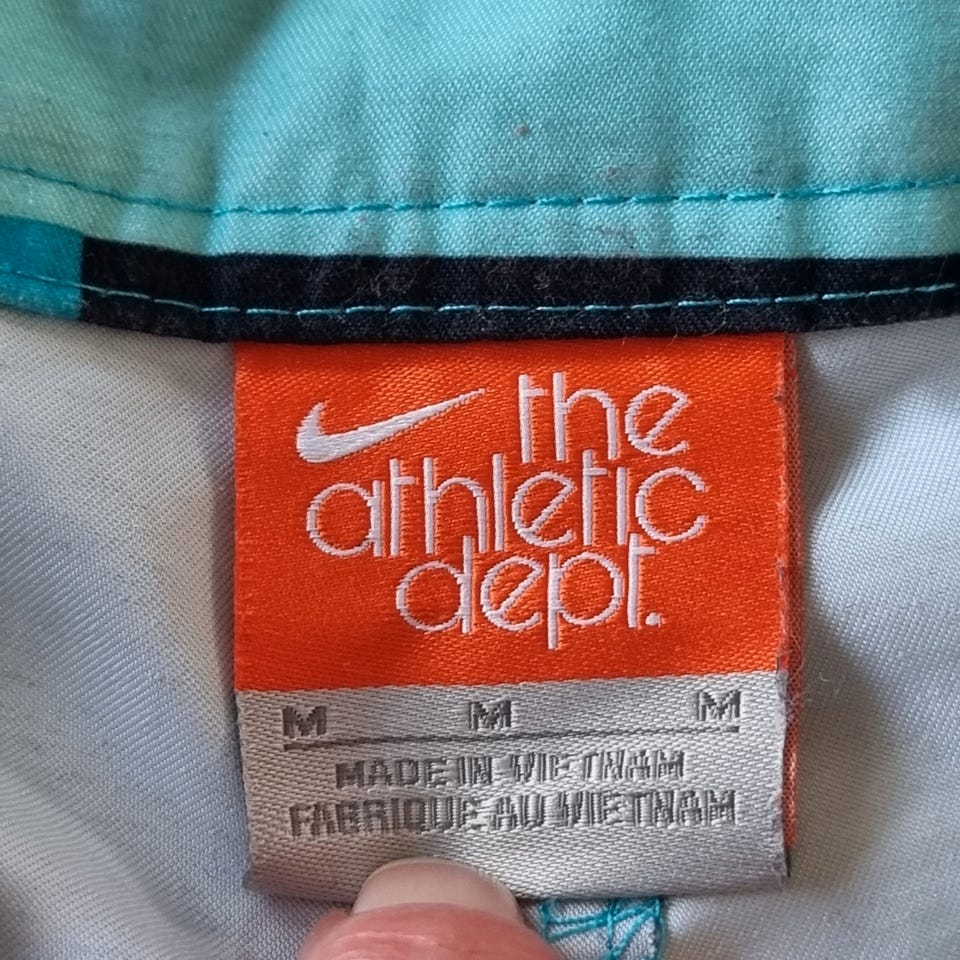 the
athletic
dept.
M M M
MADE IN VIETNAM
FABRIQUE AU VIETNAM